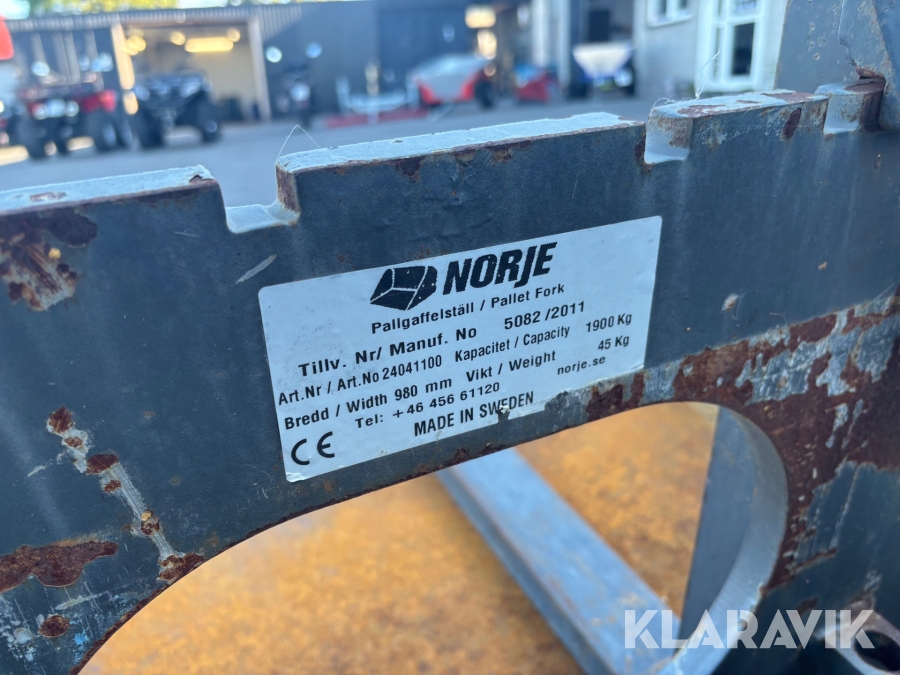 NORJE
Pallgaffelställ / Pallet Fork
Tillv. Nr/ Manuf. No 5082 /2011
Art.Nr / Art.No 24041100 Kapacitet / Capacity 1900 Kg
Bredd / Width 980 mm Vikt / Weight 45 Kg
Tel: +46 456 61120 norje.se
MADE IN SWEDEN
CE
KLARAVIK